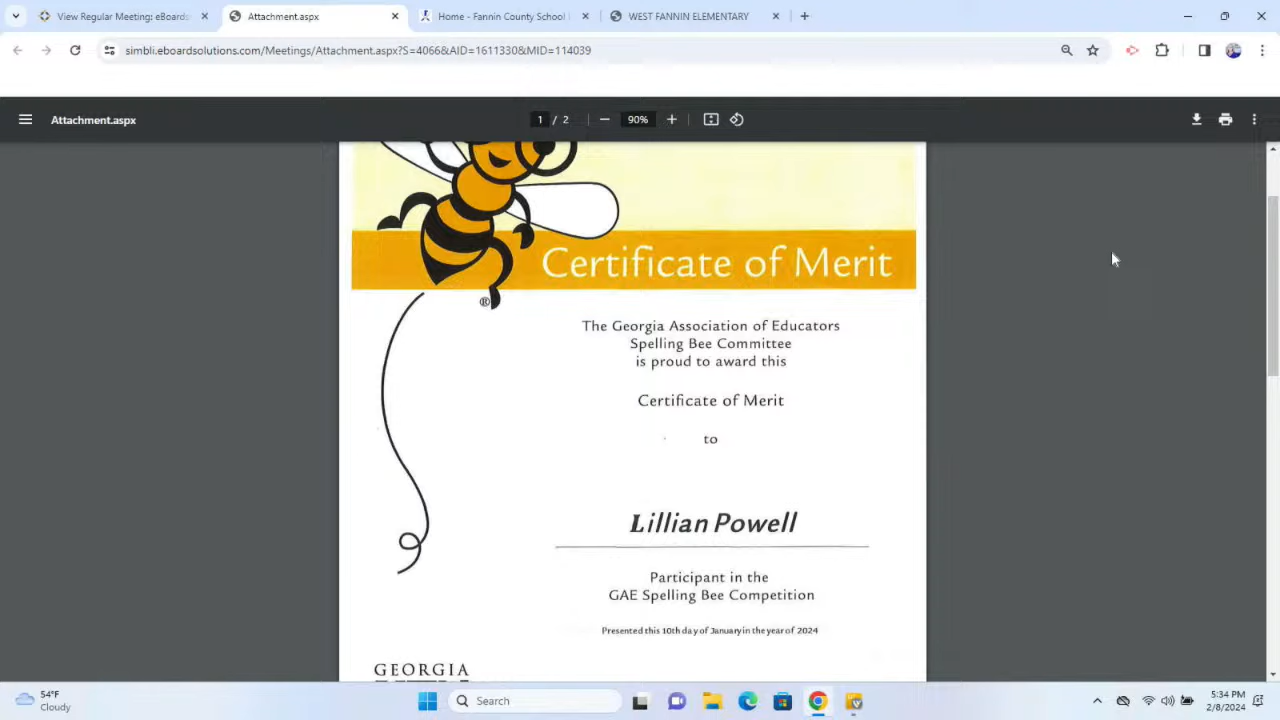 View Regular Meeting: eBoards
Attachment.aspx
Home - Fannin County School
WEST FANNIN ELEMENTARY
simbli.eboardsolutions.com/Meetings/Attachment.aspx?S=4066&AID=1611330&MID=114039
Attachment.aspx
1 / 2
90%
Certificate of Merit
®
The Georgia Association of Educators
Spelling Bee Committee
is proud to award this
Certificate of Merit
to
Lillian Powell
Participant in the
GAE Spelling Bee Competition
Presented this 10th day of January in the year of 2024
GEORGIA
54°F
Cloudy
Search
5:34 PM
2/8/2024